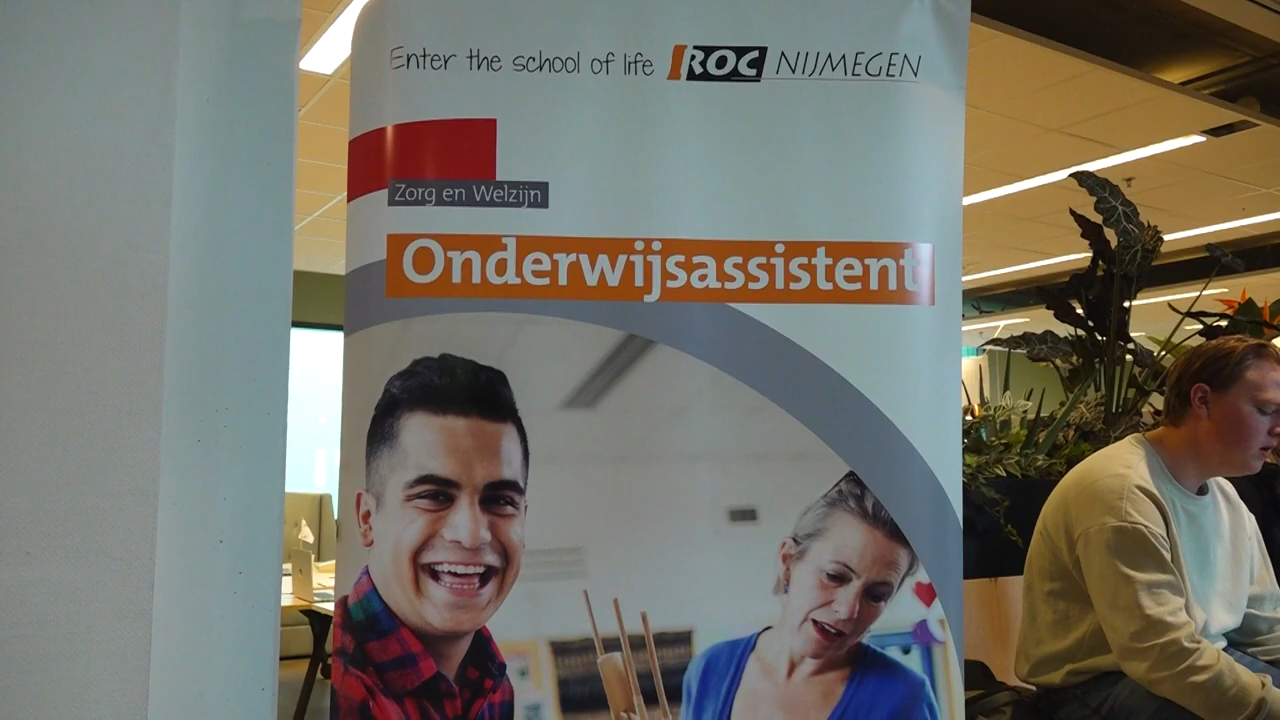 Enter the school of life ROC NIJMEGEN
Zorg en Welzijn
Onderwijsassistent